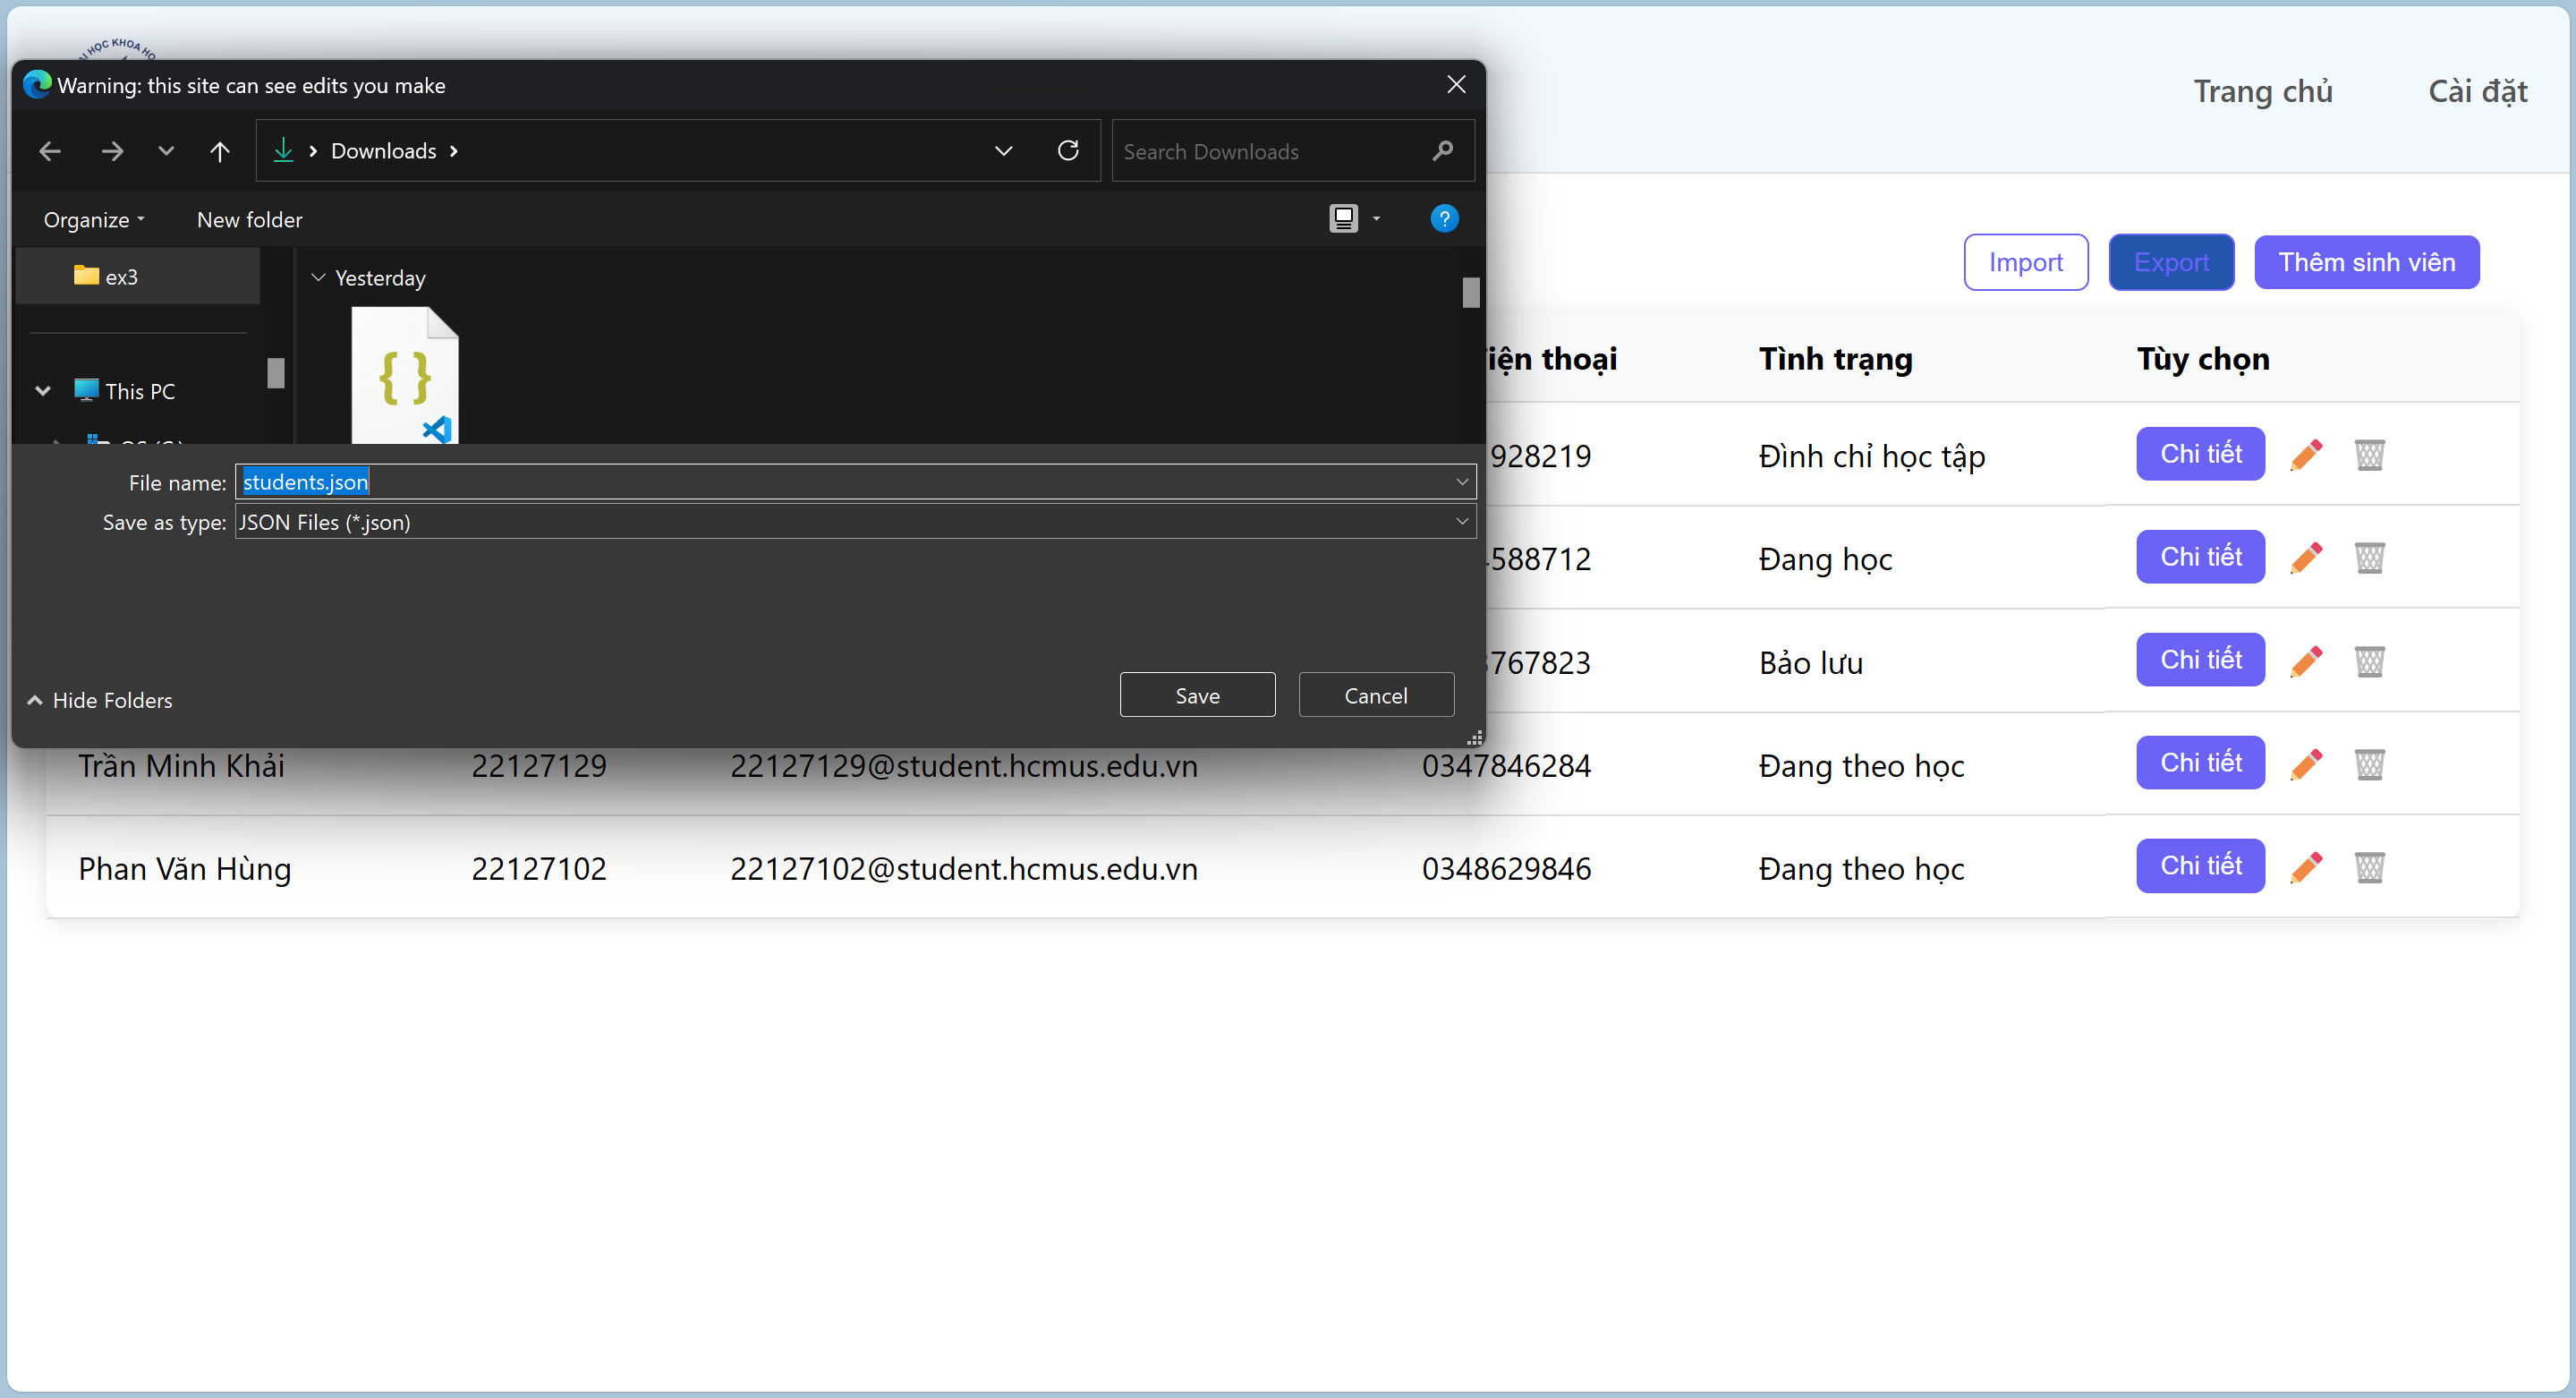 ẠI HỌC KHOA HỌ
Warning: this site can see edits you make
Trang chủ
Cài đặt
Downloads
Search Downloads
Organize
New folder
Import
Export
Thêm sinh viên
ex3
Yesterday
This PC
iện thoại
Tình trạng
Tùy chọn
File name: students.json
Save as type: JSON Files (*.json)
928219
Đình chỉ học tập
Chi tiết
588712
Đang học
Chi tiết
767823
Bảo lưu
Chi tiết
Save
Cancel
Hide Folders
Trần Minh Khải
22127129
22127129@student.hcmus.edu.vn
0347846284
Đang theo học
Chi tiết
Phan Văn Hùng
22127102
22127102@student.hcmus.edu.vn
0348629846
Đang theo học
Chi tiết